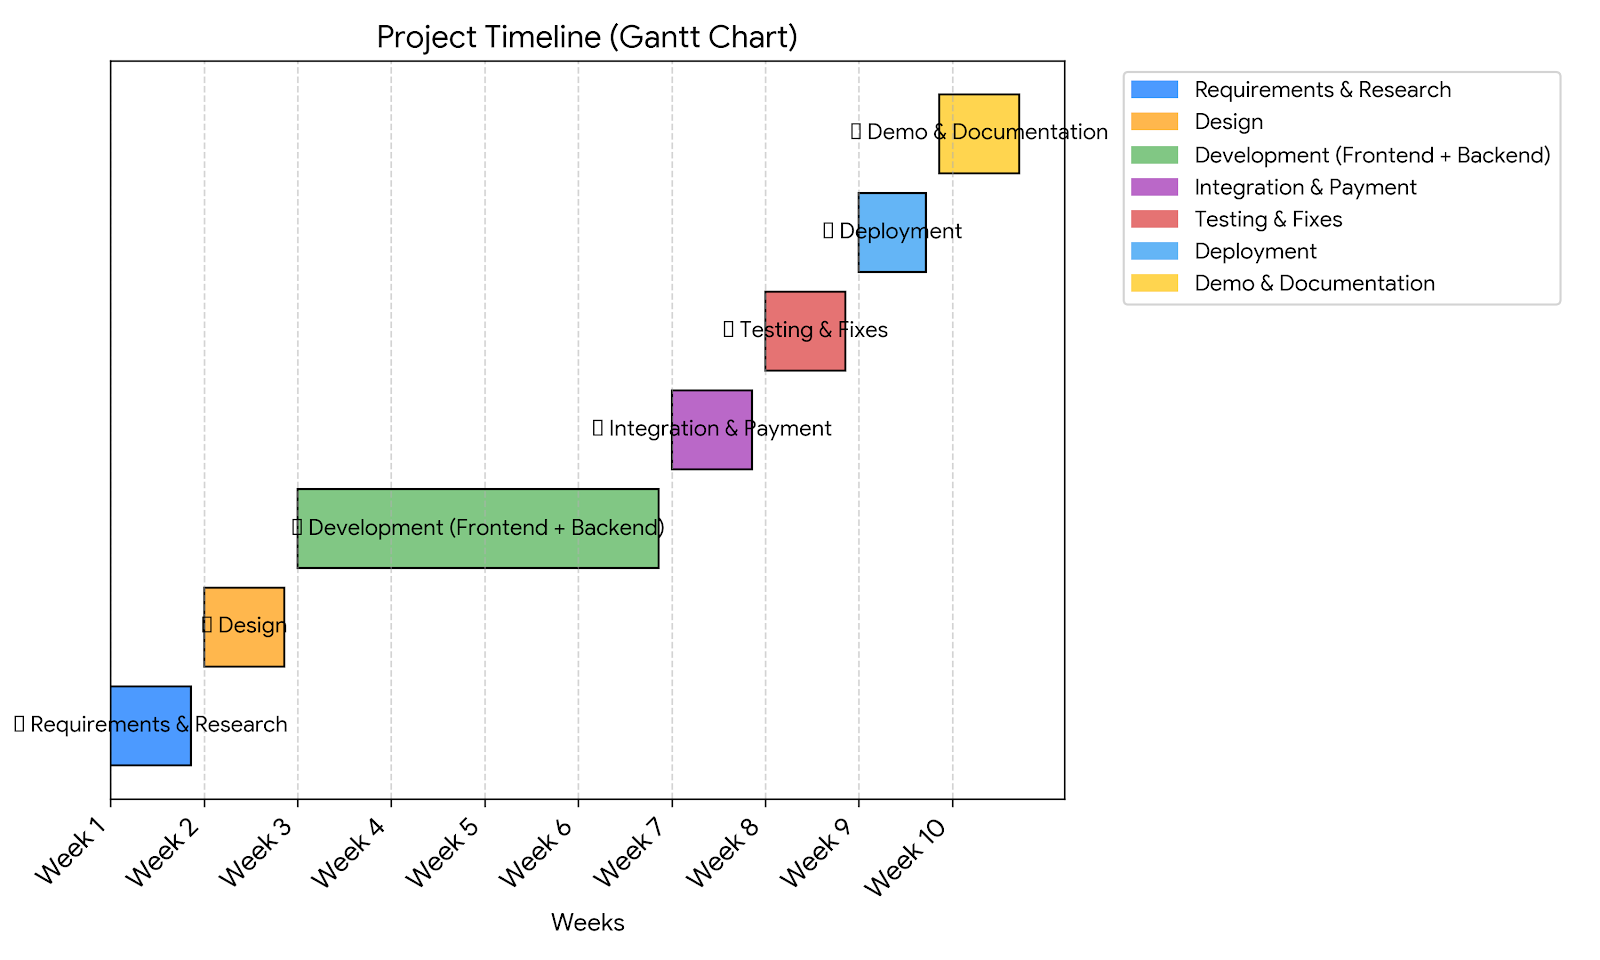 Project Timeline (Gantt Chart)
▯ Demo & Documentation
▯ Deployment
▯ Testing & Fixes
▯ Integration & Payment
▯ Development (Frontend + Backend)
▯ Design
▯ Requirements & Research
Week 1
Week 2
Week 3
Week 4
Week 5
Week 6
Week 7
Week 8
Week 9
Week 10
Weeks
Requirements & Research
Design
Development (Frontend + Backend)
Integration & Payment
Testing & Fixes
Deployment
Demo & Documentation